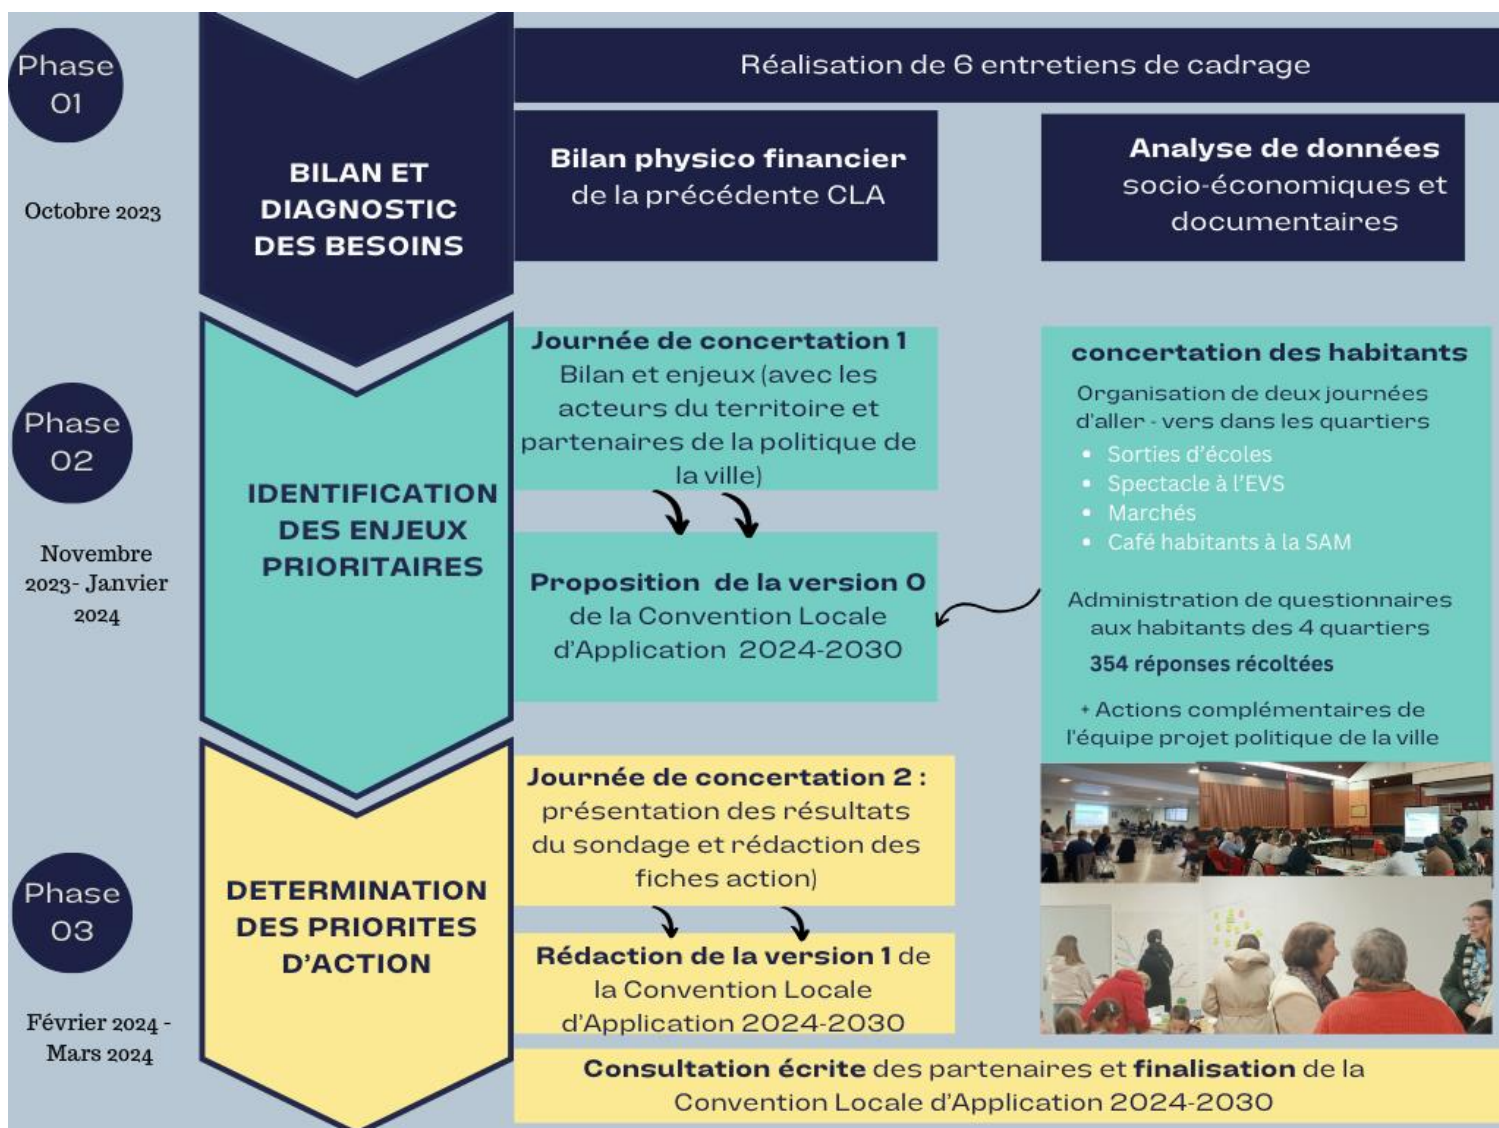 Phase
01
Octobre 2023
BILAN ET
DIAGNOSTIC
DES BESOINS
Réalisation de 6 entretiens de cadrage
Bilan physico financier
de la précédente CLA
Analyse de données
socio-économiques et
documentaires
Phase
02
Novembre
2023- Janvier
2024
IDENTIFICATION
DES ENJEUX
PRIORITAIRES
Journée de concertation 1
Bilan et enjeux (avec les
acteurs du territoire et
partenaires de la politique de
la ville)
Proposition de la version 0
de la Convention Locale
d'Application 2024-2030
concertation des habitants
Organisation de deux journées
d'aller - vers dans les quartiers
• Sorties d'écoles
• Spectacle à l'EVS
• Marchés
• Café habitants à la SAM
Administration de questionnaires
aux habitants des 4 quartiers
354 réponses récoltées
+ Actions complémentaires de
l'équipe projet politique de la ville
Phase
03
Février 2024 -
Mars 2024
DETERMINATION
DES PRIORITES
D'ACTION
Journée de concertation 2 :
présentation des résultats
du sondage et rédaction des
fiches action)
Rédaction de la version 1 de
la Convention Locale
d'Application 2024-2030
Consultation écrite des partenaires et finalisation de la
Convention Locale d'Application 2024-2030